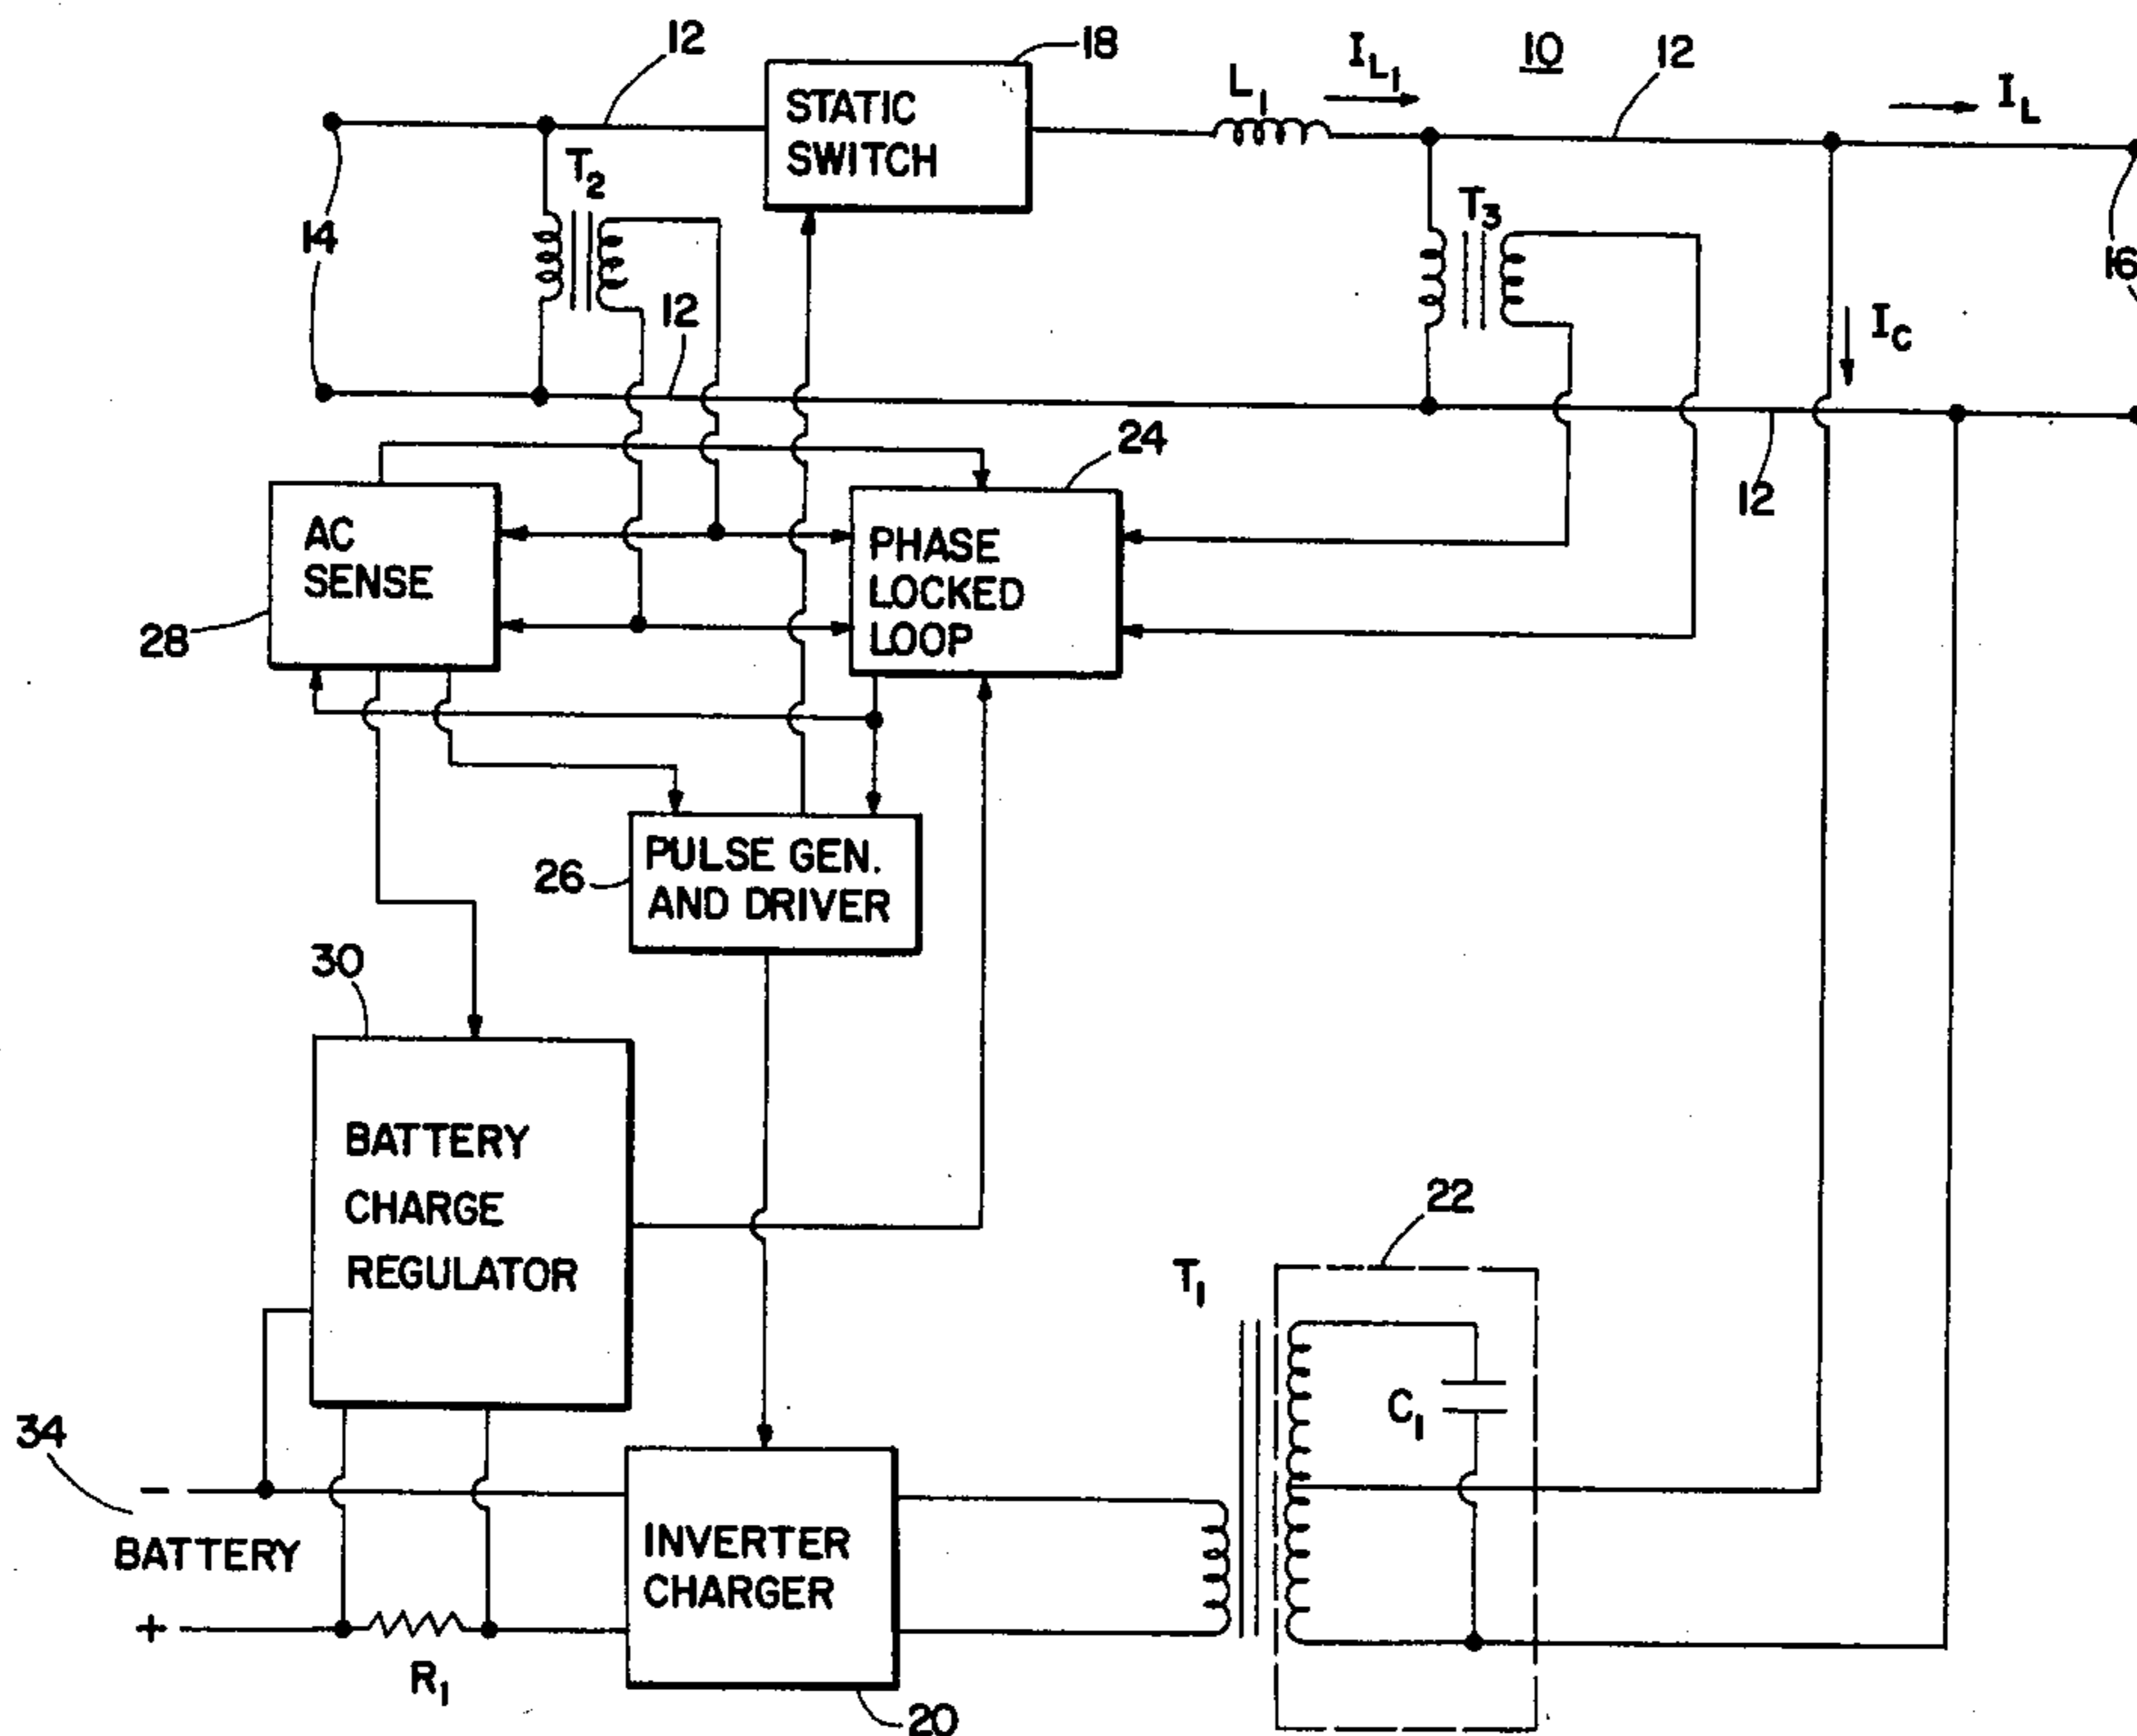 12
18
10
12
STATIC
SWITCH
L1
IL1
IL
T2
T3
14
16
12
IC
24
12
AC
SENSE
PHASE
LOCKED
LOOP
28
26
PULSE GEN.
AND DRIVER
30
BATTERY
CHARGE
REGULATOR
22
T1
C1
34
−
BATTERY
+
R1
INVERTER
CHARGER
20